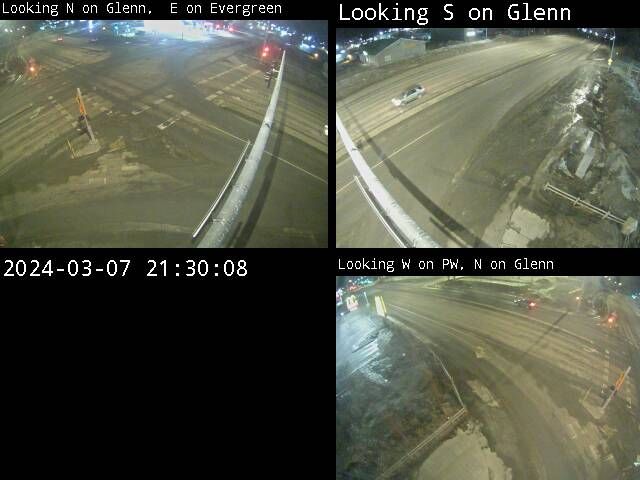 Looking N on Glenn,  E on Evergreen
Looking S on Glenn
2024-03-07 21:30:08
Looking W on PW, N on Glenn